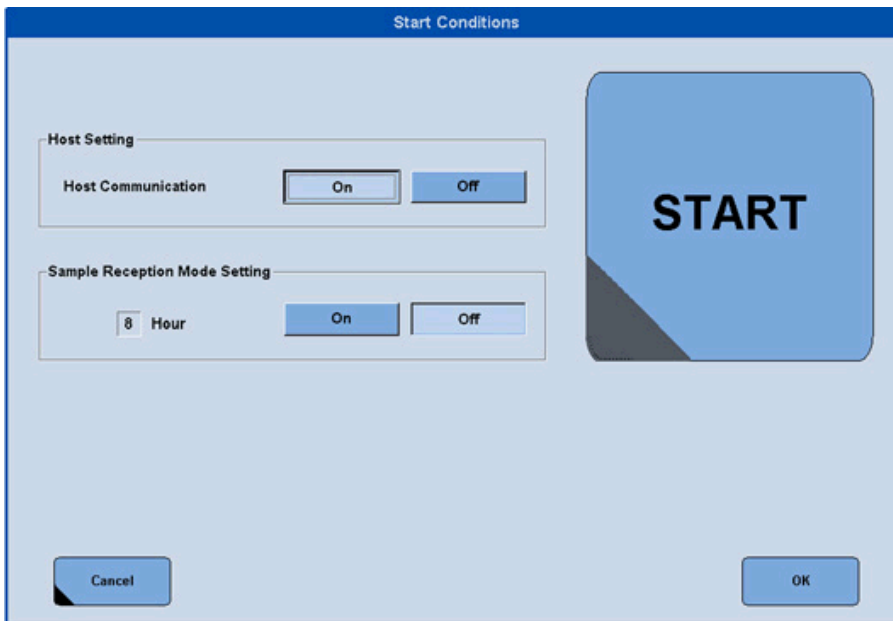 Start Conditions
Host Setting
Host Communication On Off
START
Sample Reception Mode Setting
8 Hour On Off
Cancel OK